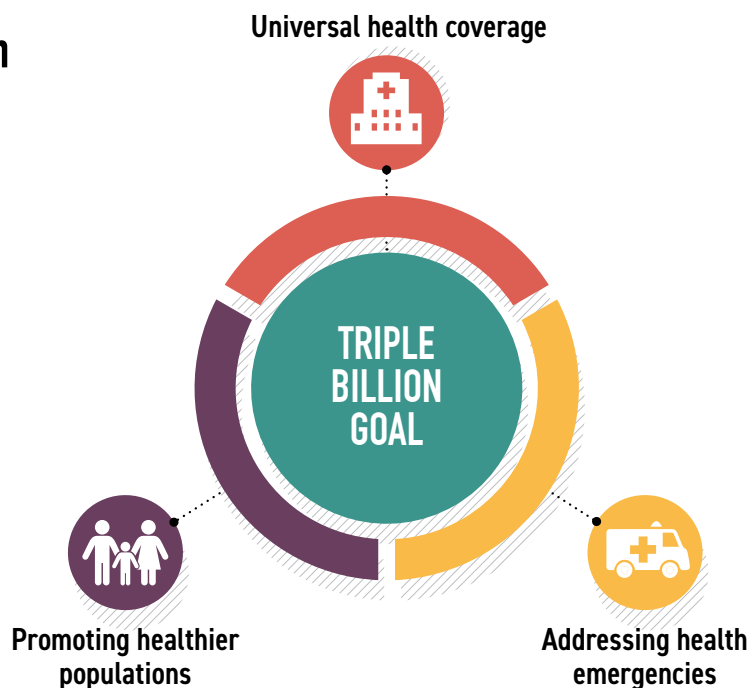 Universal health coverage
TRIPLE
BILLION
GOAL
Promoting healthier
populations
Addressing health
emergencies